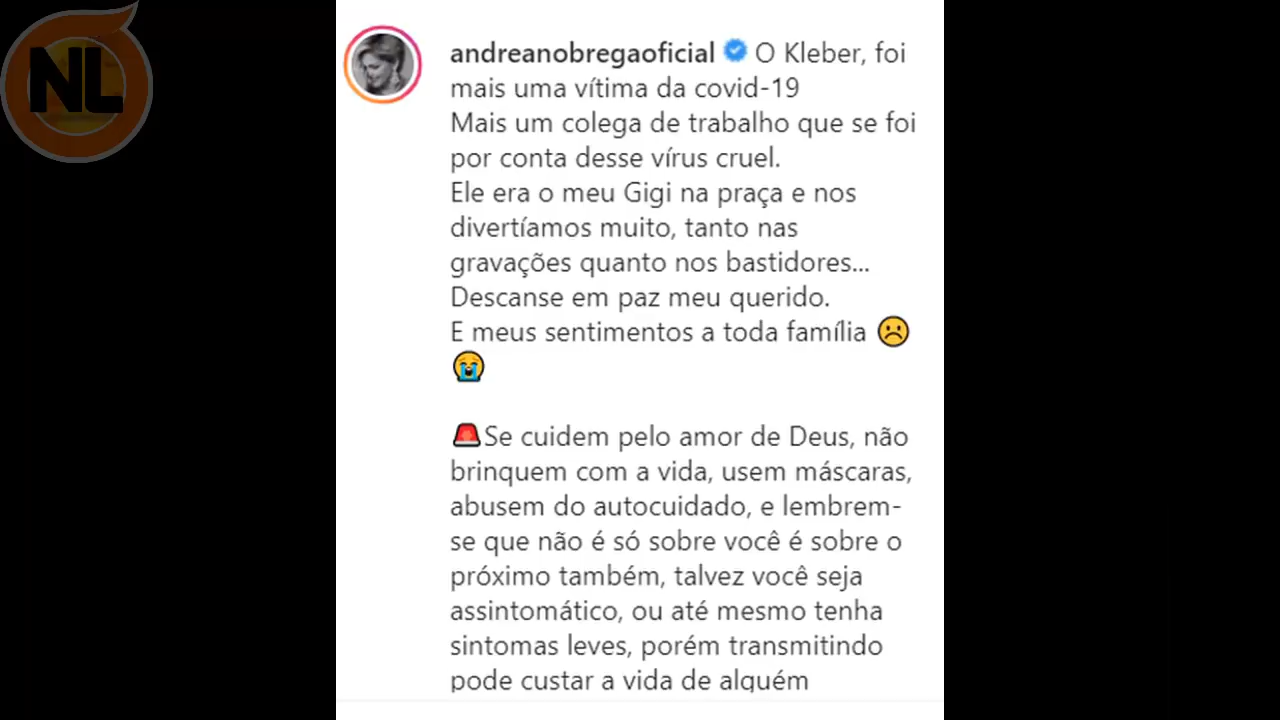 NL
andreanobregaoficial O Kleber, foi
mais uma vítima da covid-19
Mais um colega de trabalho que se foi
por conta desse vírus cruel.
Ele era o meu Gigi na praça e nos
divertíamos muito, tanto nas
gravações quanto nos bastidores...
Descanse em paz meu querido.
E meus sentimentos a toda família ☹️
😭
🚨Se cuidem pelo amor de Deus, não
brinquem com a vida, usem máscaras,
abusem do autocuidado, e lembrem-
se que não é só sobre você é sobre o
próximo também, talvez você seja
assintomático, ou até mesmo tenha
sintomas leves, porém transmitindo
pode custar a vida de alguém